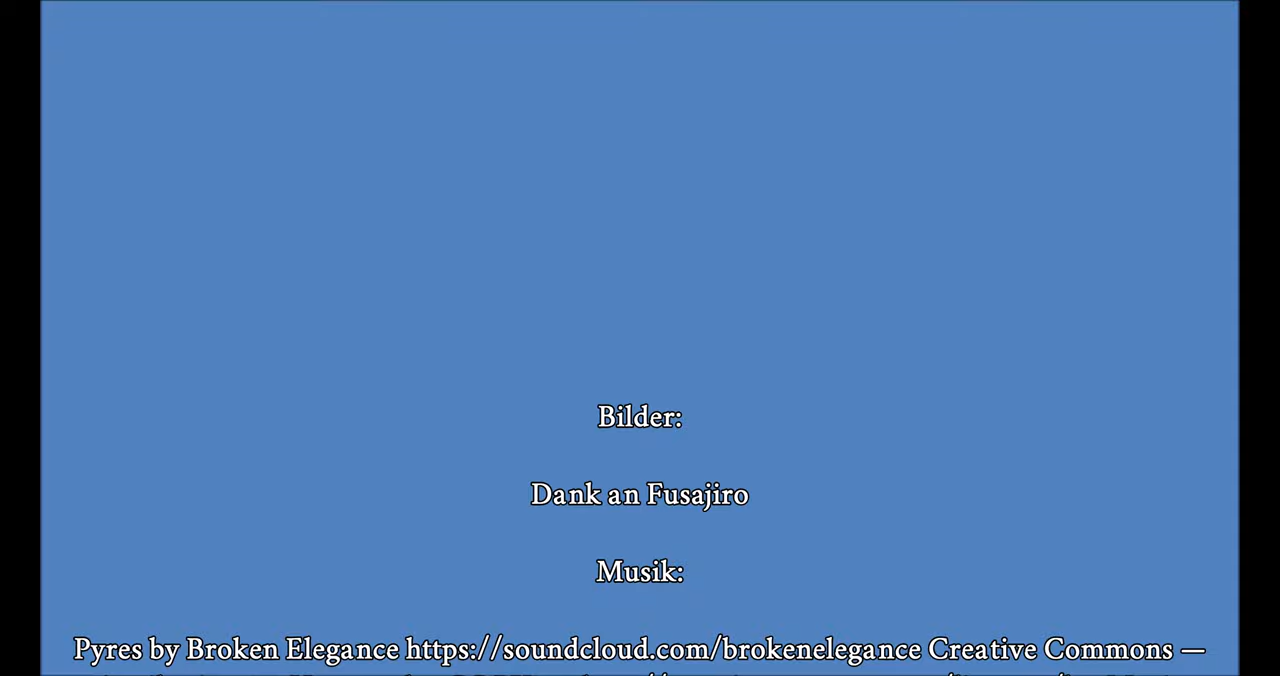 Bilder:
Dank an Fusajiro
Musik:
Pyres by Broken Elegance https://soundcloud.com/brokenelegance Creative Commons —